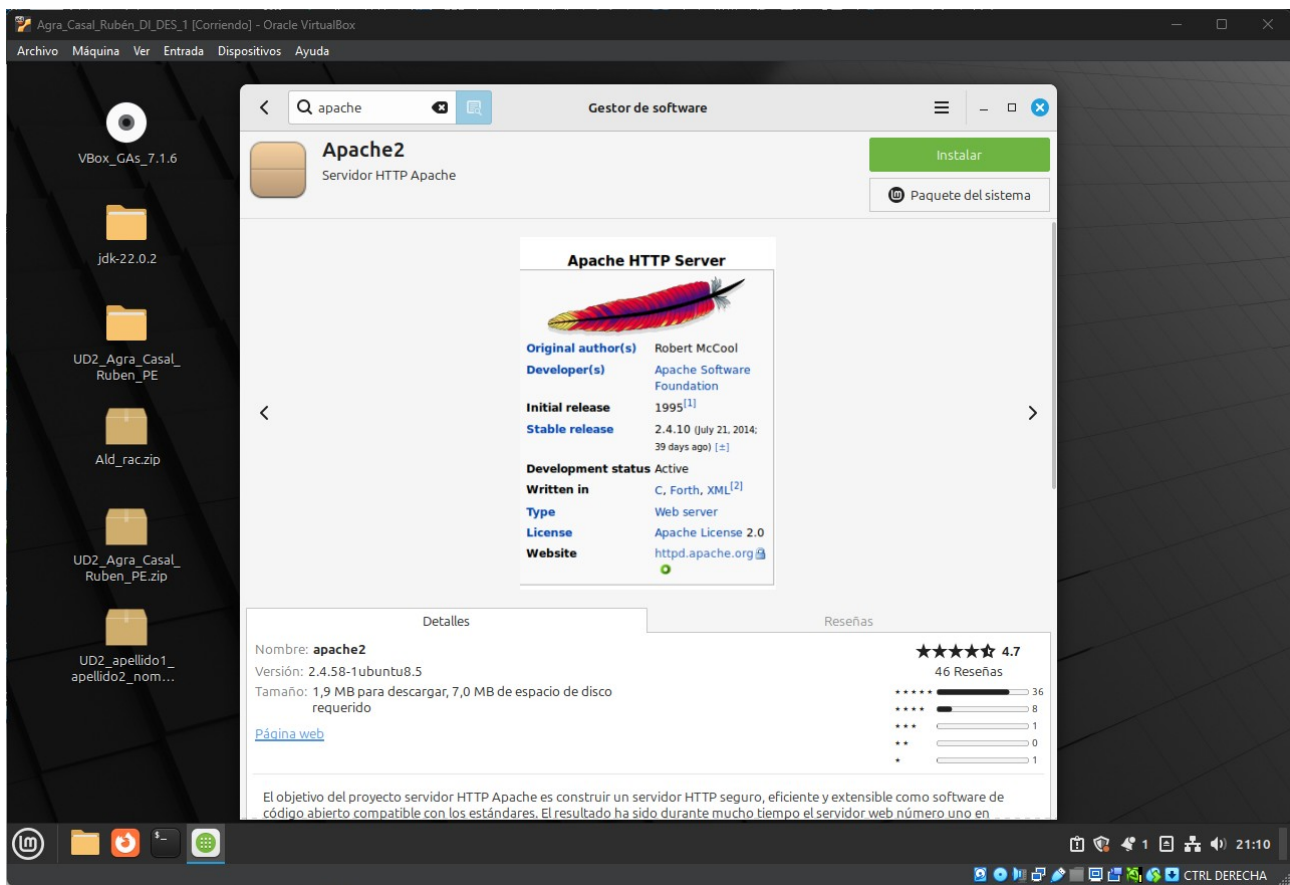 Agra_Casal_Rubén_DI_DES_1 [Corriendo] - Oracle VirtualBox
Archivo Máquina Ver Entrada Dispositivos Ayuda
VBox_GAs_7.1.6
jdk-22.0.2
UD2_Agra_Casal_
Ruben_PE
Ald_rac.zip
UD2_Agra_Casal_
Ruben_PE.zip
UD2_apellido1_
apellido2_nom...
apache
Gestor de software
Apache2
Servidor HTTP Apache
Instalar
Paquete del sistema
Apache HTTP Server
Original author(s) Robert McCool
Developer(s) Apache Software
Foundation
Initial release 1995[1]
Stable release 2.4.10 (July 21, 2014;
39 days ago) [±]
Development status Active
Written in C, Forth, XML[2]
Type Web server
License Apache License 2.0
Website httpd.apache.org
Detalles
Reseñas
Nombre: apache2
Versión: 2.4.58-1ubuntu8.5
Tamaño: 1,9 MB para descargar, 7,0 MB de espacio de disco
requerido
Página web
★★★★⯪ 4.7
46 Reseñas
★★★★★ 36
★★★★ 8
★★★ 1
★★ 0
★ 1
El objetivo del proyecto servidor HTTP Apache es construir un servidor HTTP seguro, eficiente y extensible como software de
código abierto compatible con los estándares. El resultado ha sido durante mucho tiempo el servidor web número uno en
1
21:10
CTRL DERECHA